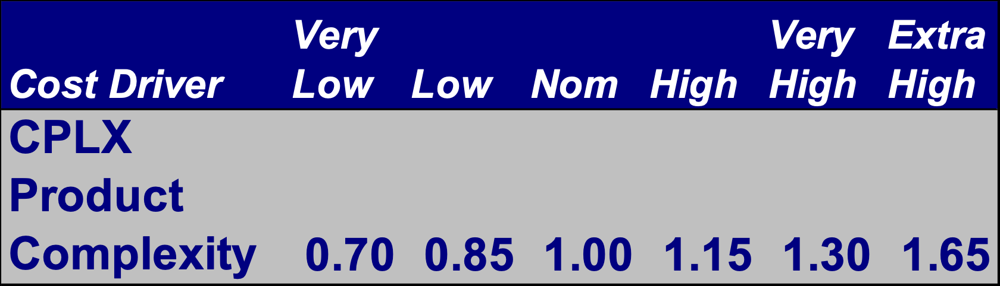 Very Very Extra
Cost Driver Low Low Nom High High High
CPLX
Product
Complexity 0.70 0.85 1.00 1.15 1.30 1.65